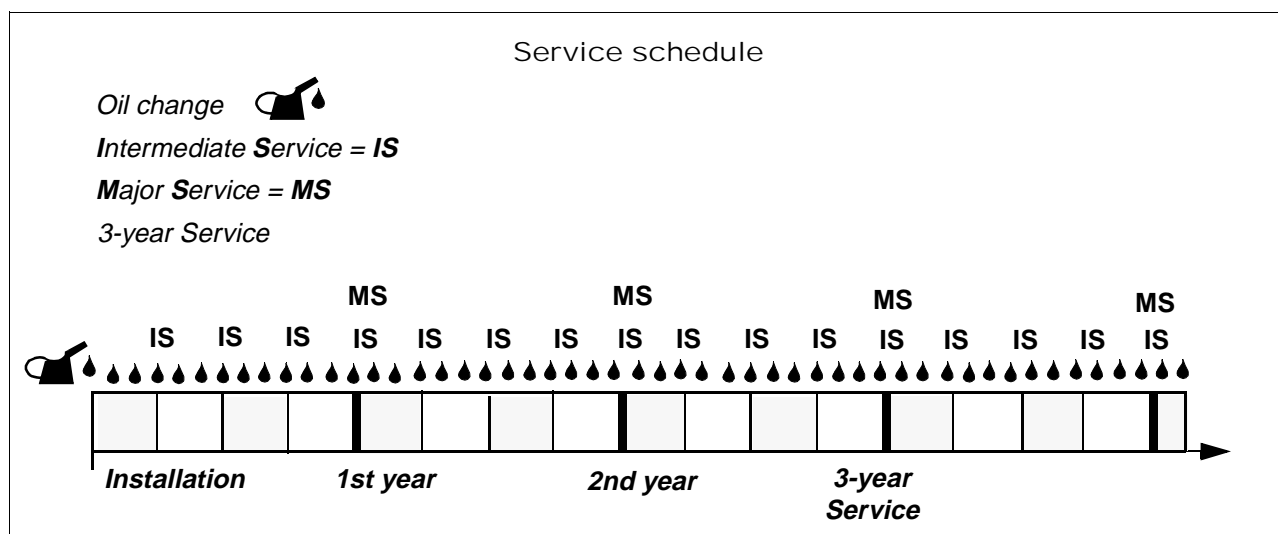 Service schedule
Oil change
Intermediate Service = IS
Major Service = MS
3-year Service
MS MS MS MS
IS IS IS IS IS IS IS IS IS IS IS IS IS IS IS IS
Installation 1st year 2nd year 3-year
Service